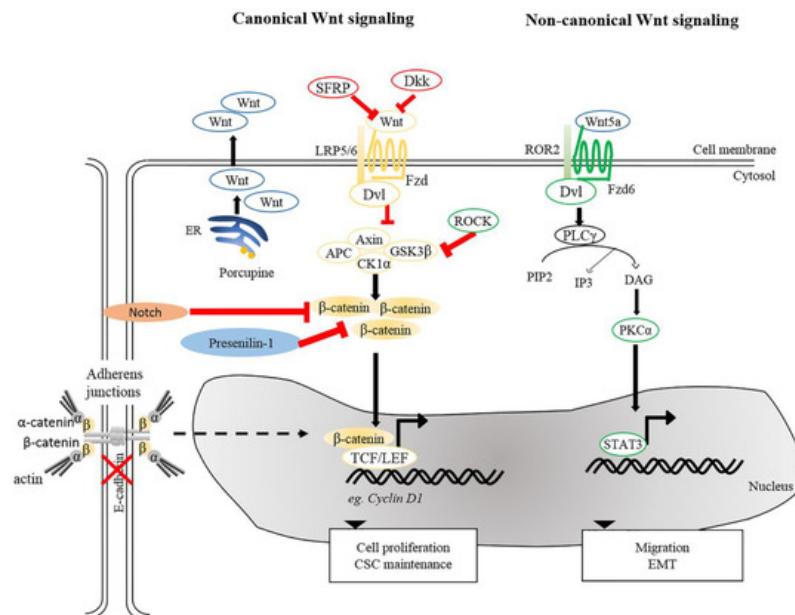 Canonical Wnt signaling
Non-canonical Wnt signaling
SFRP
Dkk
Wnt
Wnt
Wnt
Wnt5a
LRP5/6
ROR2
Cell membrane
Cytosol
Wnt
Wnt
Fzd
Fzd6
Dvl
Dvl
ER
Porcupine
ROCK
Axin
APC
GSK3β
CK1α
PLCγ
PIP2
IP3
DAG
β-catenin
β-catenin
β-catenin
Notch
Presenilin-1
PKCα
Adherens
junctions
α-catenin
β-catenin
actin
α
β
β
α
α
β
β
α
E-cadherin
β-catenin
TCF/LEF
eg. Cyclin D1
STAT3
Nucleus
Cell proliferation
CSC maintenance
Migration
EMT